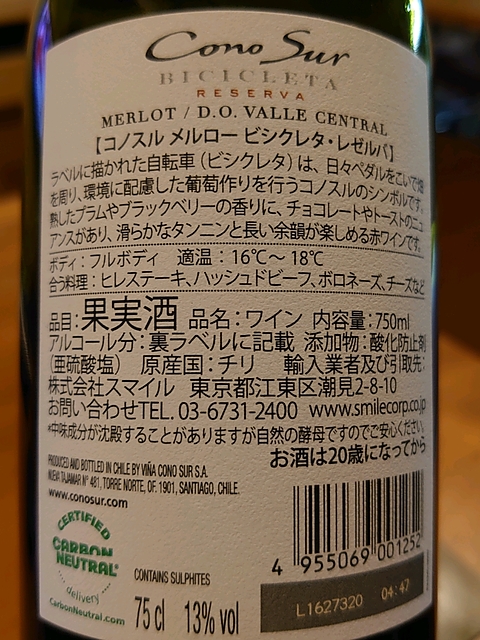 Cono Sur
BICICLETA
RESERVA
MERLOT / D.O. VALLE CENTRAL
【コノスル メルロー ビシクレタ・レゼルバ】
ラベルに描かれた自転車（ビシクレタ）は、日々ペダルをこいで畑
を周り、環境に配慮した葡萄作りを行うコノスルのシンボルです。
熟したプラムやブラックベリーの香りに、チョコレートやトーストのニュ
アンスがあり、滑らかなタンニンと長い余韻が楽しめる赤ワインです。
ボディ：フルボディ 適温：16℃～18℃
合う料理：ヒレステーキ、ハッシュドビーフ、ボロネーズ、チーズなど
品目：果実酒 品名：ワイン 内容量：750ml
アルコール分：裏ラベルに記載 添加物：酸化防止剤
（亜硫酸塩） 原産国：チリ 輸入業者及び引取先：
株式会社スマイル 東京都江東区潮見2-8-10
お問い合わせTEL. 03-6731-2400 www.smilecorp.co.jp
*中味成分が沈殿することがありますが自然の酵母ですのでご安心ください。
お酒は20歳になってから
PRODUCED AND BOTTLED IN CHILE BY VIÑA CONO SUR S.A.
NUEVA TAJAMAR N° 481, TORRE NORTE, OF. 1901, SANTIAGO, CHILE.
www.conosur.com
CERTIFIED
CARBON
NEUTRAL®
delivery
CarbonNeutral.com
CONTAINS SULPHITES
75 cl 13% vol
4 955069 001252
L1627320 04:47